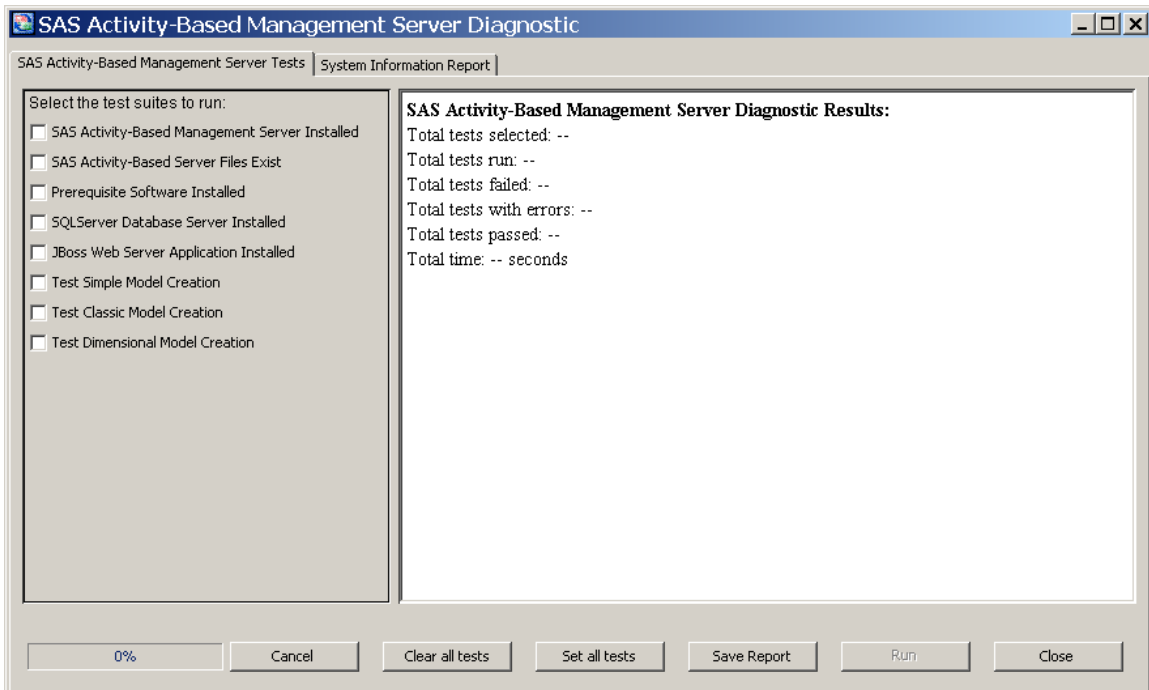 SAS Activity-Based Management Server Diagnostic
SAS Activity-Based Management Server Tests
System Information Report
Select the test suites to run:
SAS Activity-Based Management Server Installed
SAS Activity-Based Server Files Exist
Prerequisite Software Installed
SQLServer Database Server Installed
JBoss Web Server Application Installed
Test Simple Model Creation
Test Classic Model Creation
Test Dimensional Model Creation
SAS Activity-Based Management Server Diagnostic Results:
Total tests selected: --
Total tests run: --
Total tests failed: --
Total tests with errors: --
Total tests passed: --
Total time: -- seconds
0%
Cancel
Clear all tests
Set all tests
Save Report
Run
Close